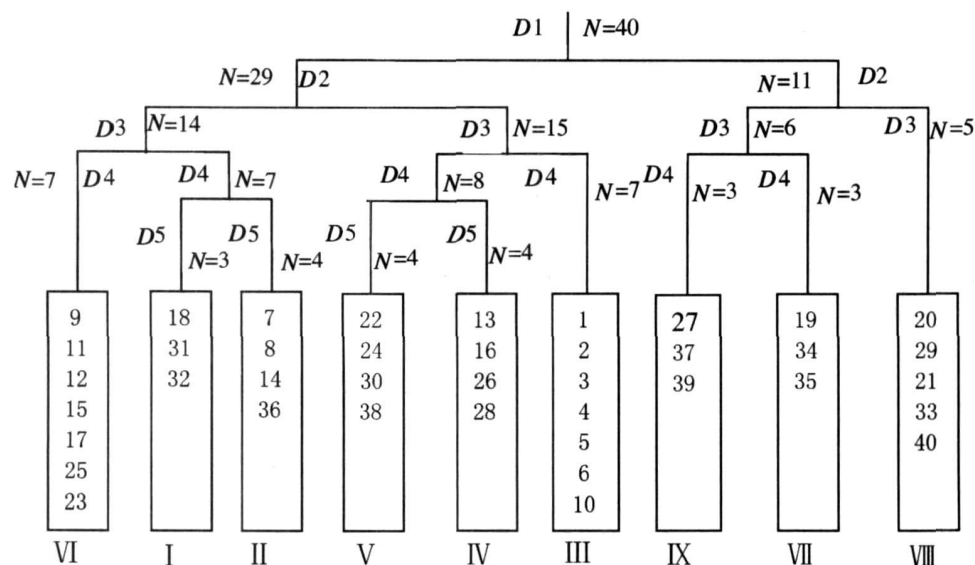 D1 N=40
N=29 D2 N=11 D2
D3 N=14 D3 N=15 D3 N=6 D3 N=5
N=7 D4 D4 N=7 D4 N=8 D4 N=7 D4 N=3 D4 N=3
D5 N=3 D5 N=4 D5 N=4 D5 N=4
9 18 7 22 13 1 27 19 20
11 31 8 24 16 2 37 34 29
12 32 14 30 26 3 39 35 21
15 36 38 28 4 33
17 5 40
25 6
23 10
Ⅵ Ⅰ Ⅱ Ⅴ Ⅳ Ⅲ Ⅸ Ⅶ Ⅷ